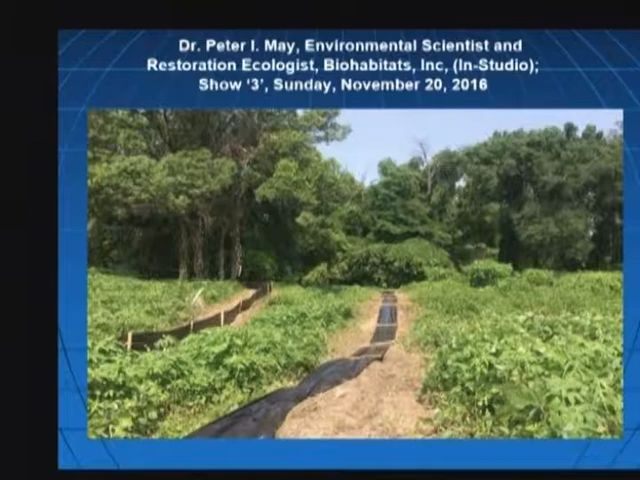 Dr. Peter I. May, Environmental Scientist and
Restoration Ecologist, Biohabitats, Inc, (In-Studio);
Show ‘3’, Sunday, November 20, 2016